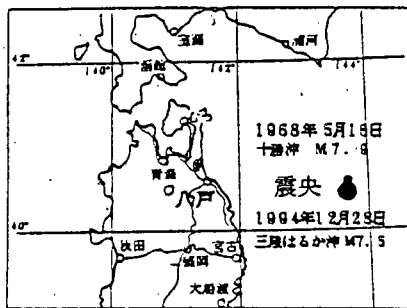 室蘭
浦河
42°
140°
142°
144°
函館
むつ
1968年 5月16日
十勝沖 M7.9
青森
震央
八戸
1994年12月28日
三陸はるか沖 M7.5
40°
秋田
盛岡
宮古
大船渡